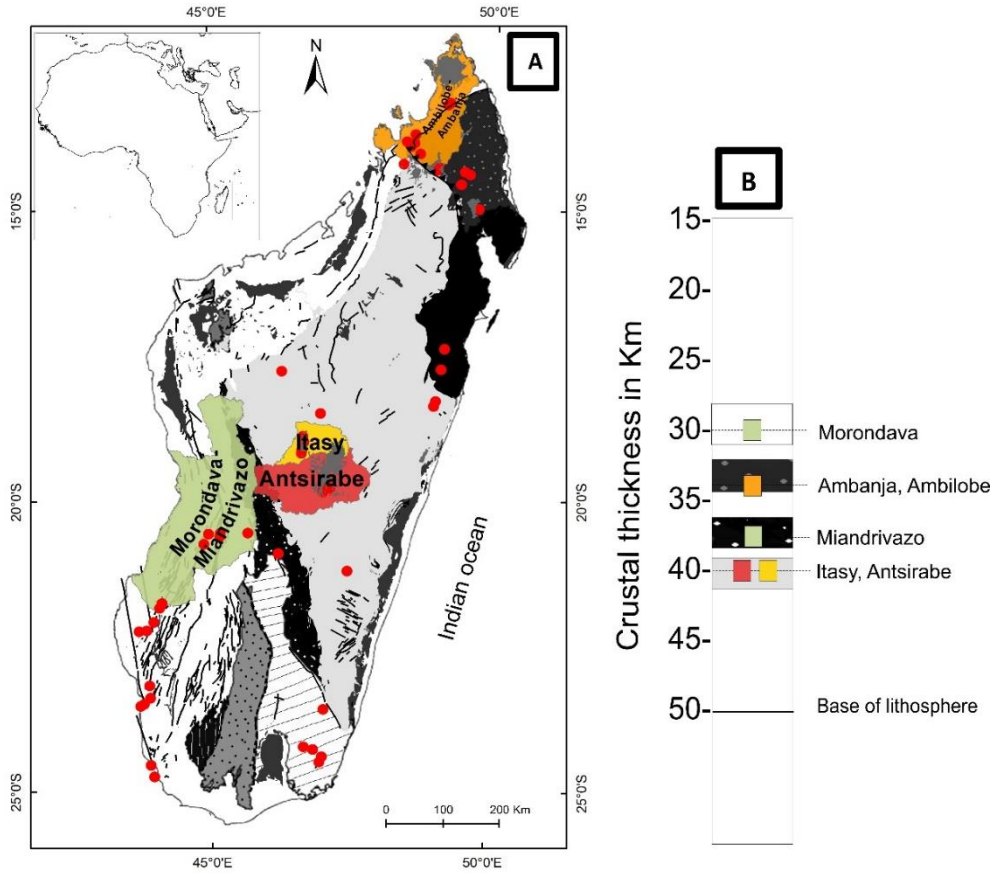 45°0'E
50°0'E
N
A
Ambilobe-
Ambanja
15°0'S
15°0'S
Itasy
Antsirabe
Morondava-
Miandrivazo
20°0'S
20°0'S
Indian ocean
25°0'S
25°0'S
0 100 200 Km
45°0'E
50°0'E
B
Crustal thickness in Km
15
20
25
30
Morondava
35
Ambanja, Ambilobe
Miandrivazo
40
Itasy, Antsirabe
45
50
Base of lithosphere